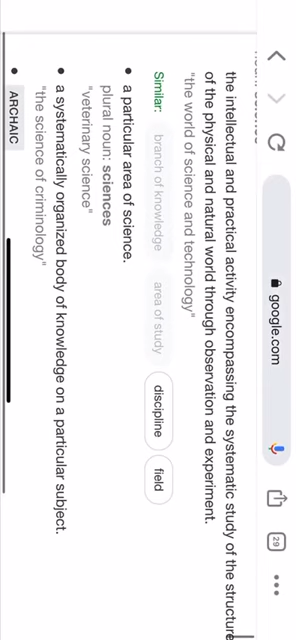 google.com
29
the intellectual and practical activity encompassing the systematic study of the structure
of the physical and natural world through observation and experiment.
"the world of science and technology"
Similar: branch of knowledge area of study discipline field
• a particular area of science.
plural noun: sciences
"veterinary science"
• a systematically organized body of knowledge on a particular subject.
"the science of criminology"
• ARCHAIC